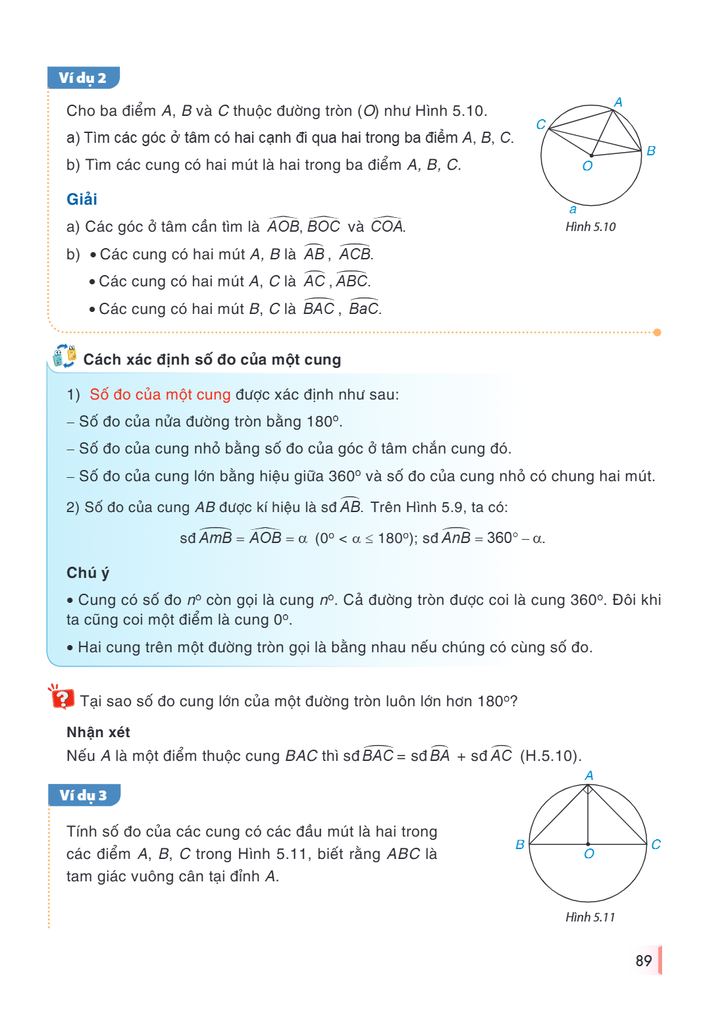 Ví dụ 2
Cho ba điểm A, B và C thuộc đường tròn (O) như Hình 5.10.
a) Tìm các góc ở tâm có hai cạnh đi qua hai trong ba điểm A, B, C.
b) Tìm các cung có hai mút là hai trong ba điểm A, B, C.
A
C
B
O
a
Hình 5.10
Giải
a) Các góc ở tâm cần tìm là AOB, BOC và COA.
b) • Các cung có hai mút A, B là AB , ACB.
• Các cung có hai mút A, C là AC , ABC.
• Các cung có hai mút B, C là BAC , BaC.
Cách xác định số đo của một cung
1) Số đo của một cung được xác định như sau:
– Số đo của nửa đường tròn bằng 180º.
– Số đo của cung nhỏ bằng số đo của góc ở tâm chắn cung đó.
– Số đo của cung lớn bằng hiệu giữa 360º và số đo của cung nhỏ có chung hai mút.
2) Số đo của cung AB được kí hiệu là sđ AB. Trên Hình 5.9, ta có:
sđ AmB = AOB = α (0º < α ≤ 180º); sđ AnB = 360° – α.
Chú ý
• Cung có số đo nº còn gọi là cung nº. Cả đường tròn được coi là cung 360º. Đôi khi
ta cũng coi một điểm là cung 0º.
• Hai cung trên một đường tròn gọi là bằng nhau nếu chúng có cùng số đo.
? Tại sao số đo cung lớn của một đường tròn luôn lớn hơn 180º?
Nhận xét
Nếu A là một điểm thuộc cung BAC thì sđ BAC = sđ BA + sđ AC (H.5.10).
Ví dụ 3
Tính số đo của các cung có các đầu mút là hai trong
các điểm A, B, C trong Hình 5.11, biết rằng ABC là
tam giác vuông cân tại đỉnh A.
A
B
C
O
Hình 5.11
89